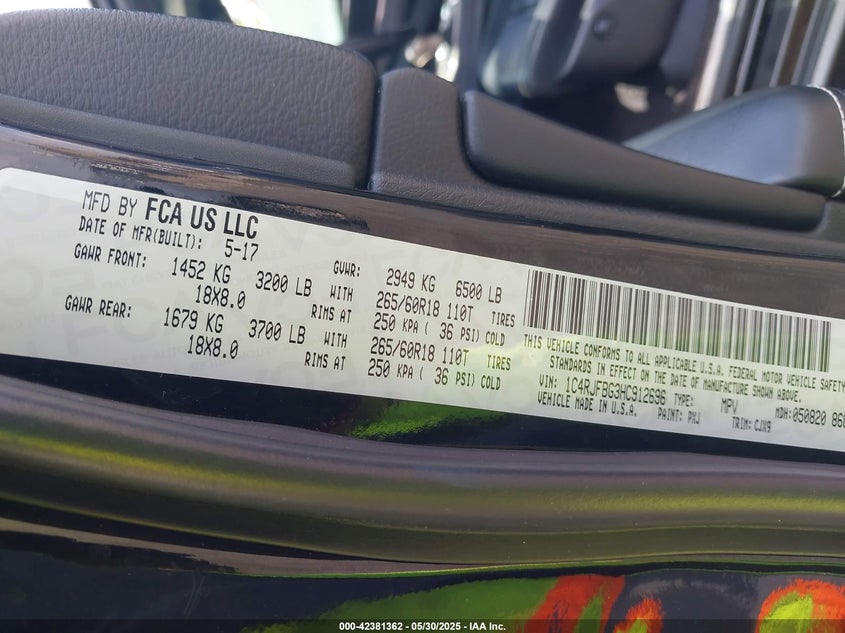 MFD BY FCA US LLC
DATE OF MFR(BUILT): 5-17 GVWR: 2949 KG 6500 LB
GAWR FRONT: 1452 KG 3200 LB WITH 265/60R18 110T TIRES
18X8.0 RIMS AT 250 KPA ( 36 PSI) COLD
GAWR REAR: 1679 KG 3700 LB WITH 265/60R18 110T TIRES
18X8.0 RIMS AT 250 KPA ( 36 PSI) COLD
THIS VEHICLE CONFORMS TO ALL APPLICABLE U.S.A. FEDERAL MOTOR VEHICLE SAFETY
STANDARDS IN EFFECT ON THE DATE OF MANUFACTURE SHOWN ABOVE.
VIN: 1C4RJFBG3HC912696 TYPE: MPV MDH:050820 868
VEHICLE MADE IN U.S.A. PAINT: PXJ TRIM: CJX9
000-42381362 - 05/30/2025 - IAA Inc.